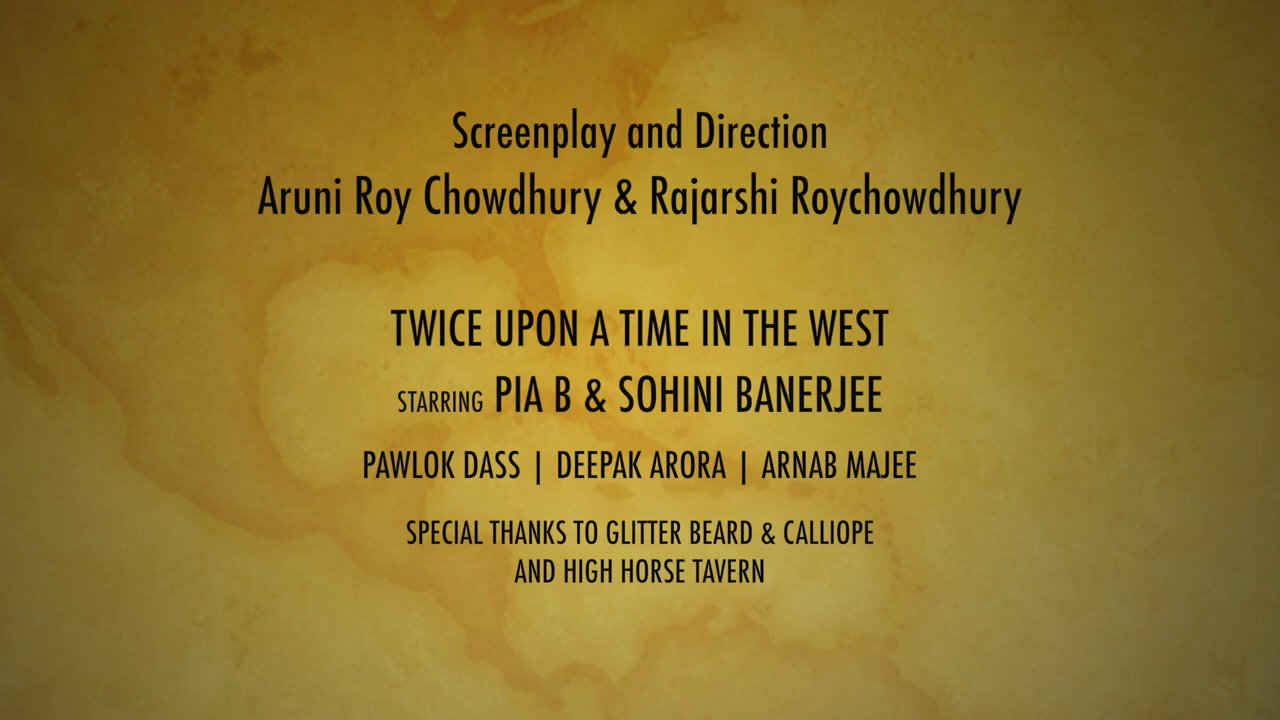 Screenplay and Direction
Aruni Roy Chowdhury & Rajarshi Roychowdhury
TWICE UPON A TIME IN THE WEST
STARRING PIA B & SOHINI BANERJEE
PAWLOK DASS | DEEPAK ARORA | ARNAB MAJEE
SPECIAL THANKS TO GLITTER BEARD & CALLIOPE
AND HIGH HORSE TAVERN